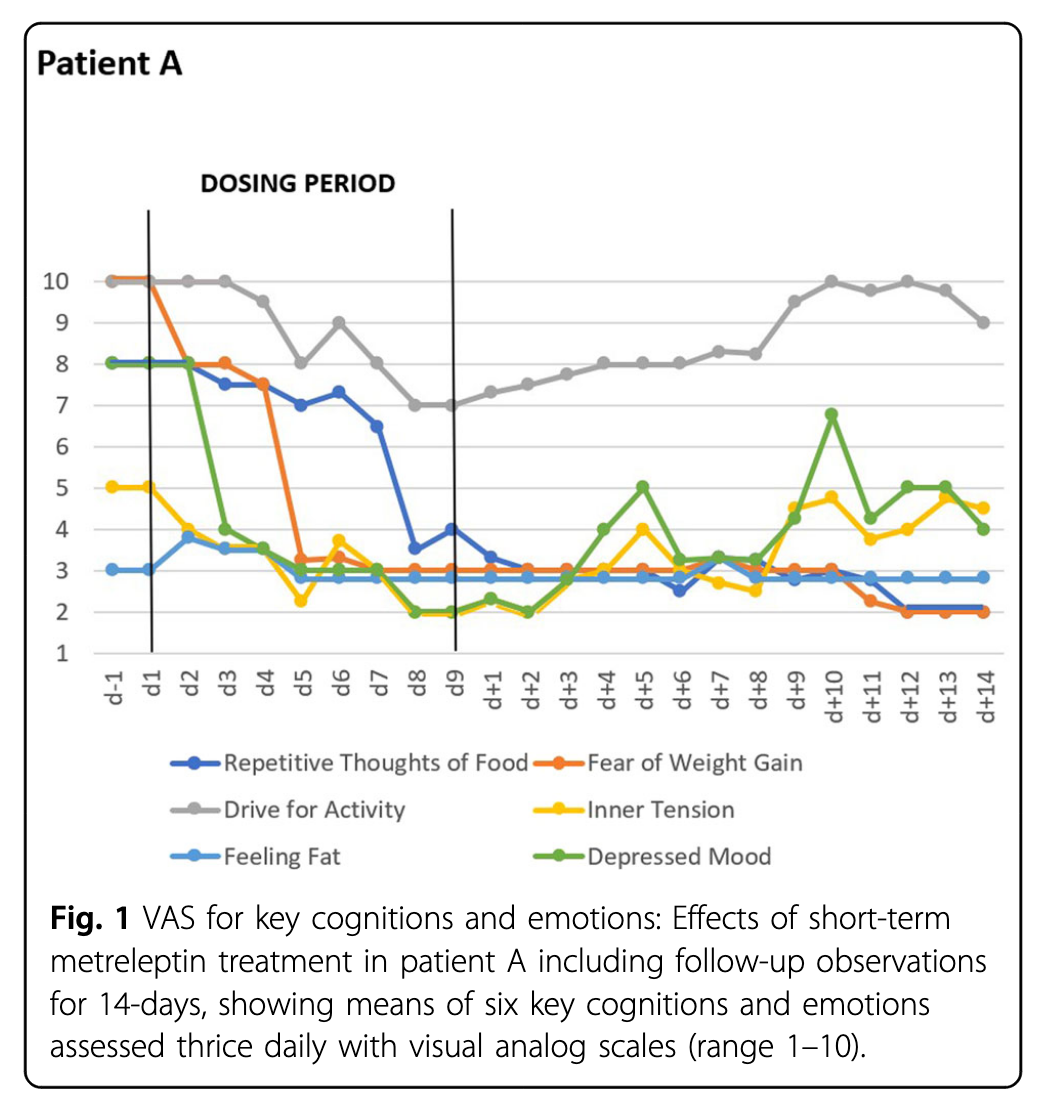 Patient A
DOSING PERIOD
10
9
8
7
6
5
4
3
2
1
d-1 d1 d2 d3 d4 d5 d6 d7 d8 d9 d+1 d+2 d+3 d+4 d+5 d+6 d+7 d+8 d+9 d+10 d+11 d+12 d+13 d+14
Repetitive Thoughts of Food Fear of Weight Gain
Drive for Activity Inner Tension
Feeling Fat Depressed Mood
Fig. 1 VAS for key cognitions and emotions: Effects of short-term
metreleptin treatment in patient A including follow-up observations
for 14-days, showing means of six key cognitions and emotions
assessed thrice daily with visual analog scales (range 1–10).